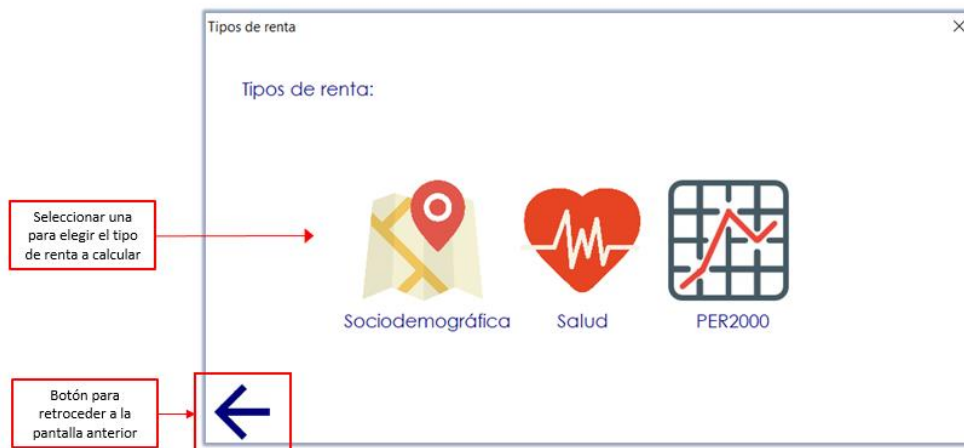 Tipos de renta
Tipos de renta:
Seleccionar una
para elegir el tipo
de renta a calcular
Sociodemográfica
Salud
PER2000
Botón para
retroceder a la
pantalla anterior